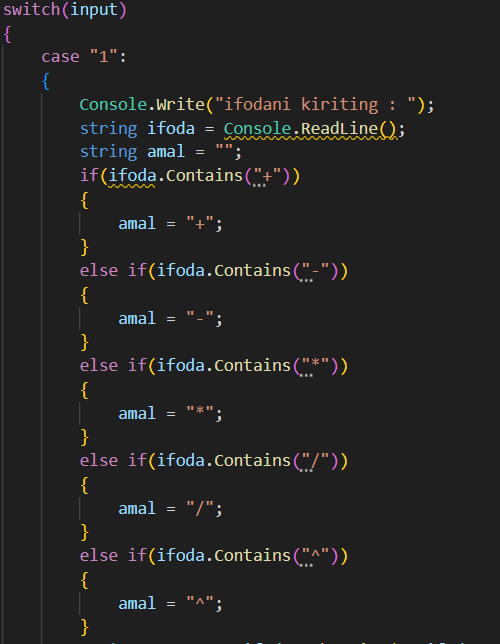 switch(input)
{
case "1":
{
Console.Write("ifodani kiriting : ");
string ifoda = Console.ReadLine();
string amal = "";
if(ifoda.Contains("+"))
{
amal = "+";
}
else if(ifoda.Contains("-"))
{
amal = "-";
}
else if(ifoda.Contains("*"))
{
amal = "*";
}
else if(ifoda.Contains("/"))
{
amal = "/";
}
else if(ifoda.Contains("^"))
{
amal = "^";
}